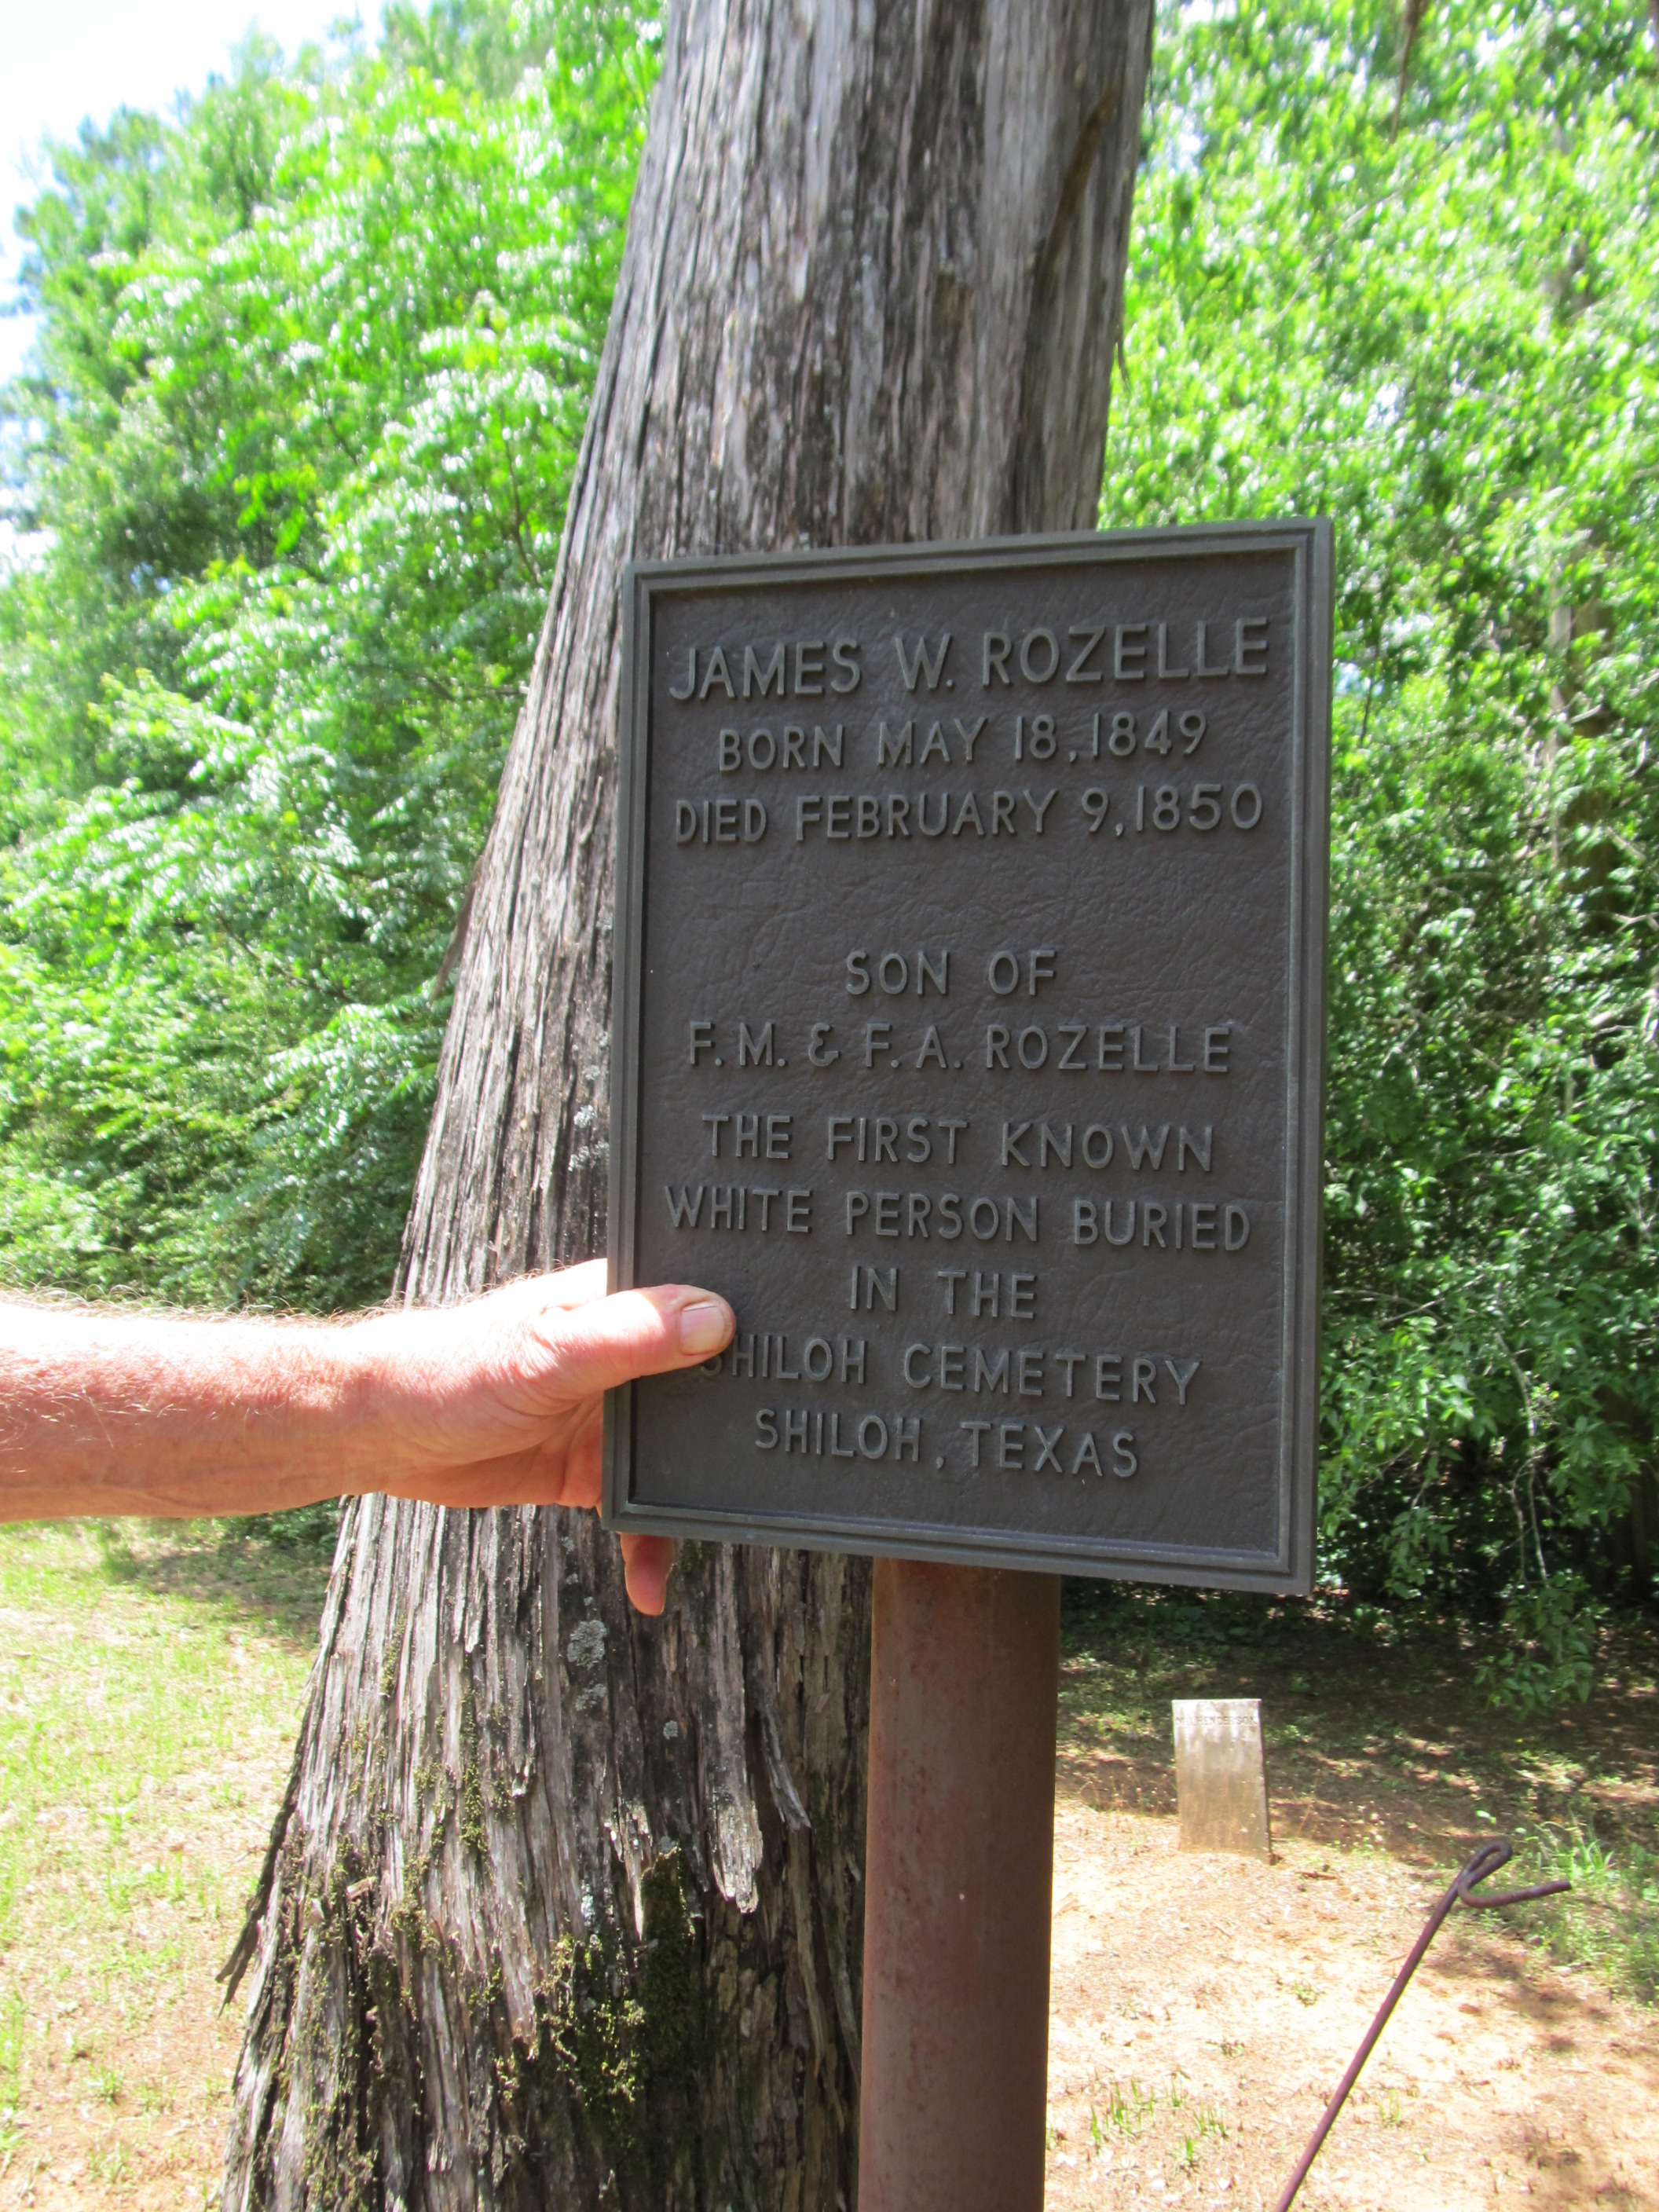 JAMES W. ROZELLE
BORN MAY 18, 1849
DIED FEBRUARY 9, 1850
SON OF
F. M. & F. A. ROZELLE
THE FIRST KNOWN
WHITE PERSON BURIED
IN THE
SHILOH CEMETERY
SHILOH, TEXAS